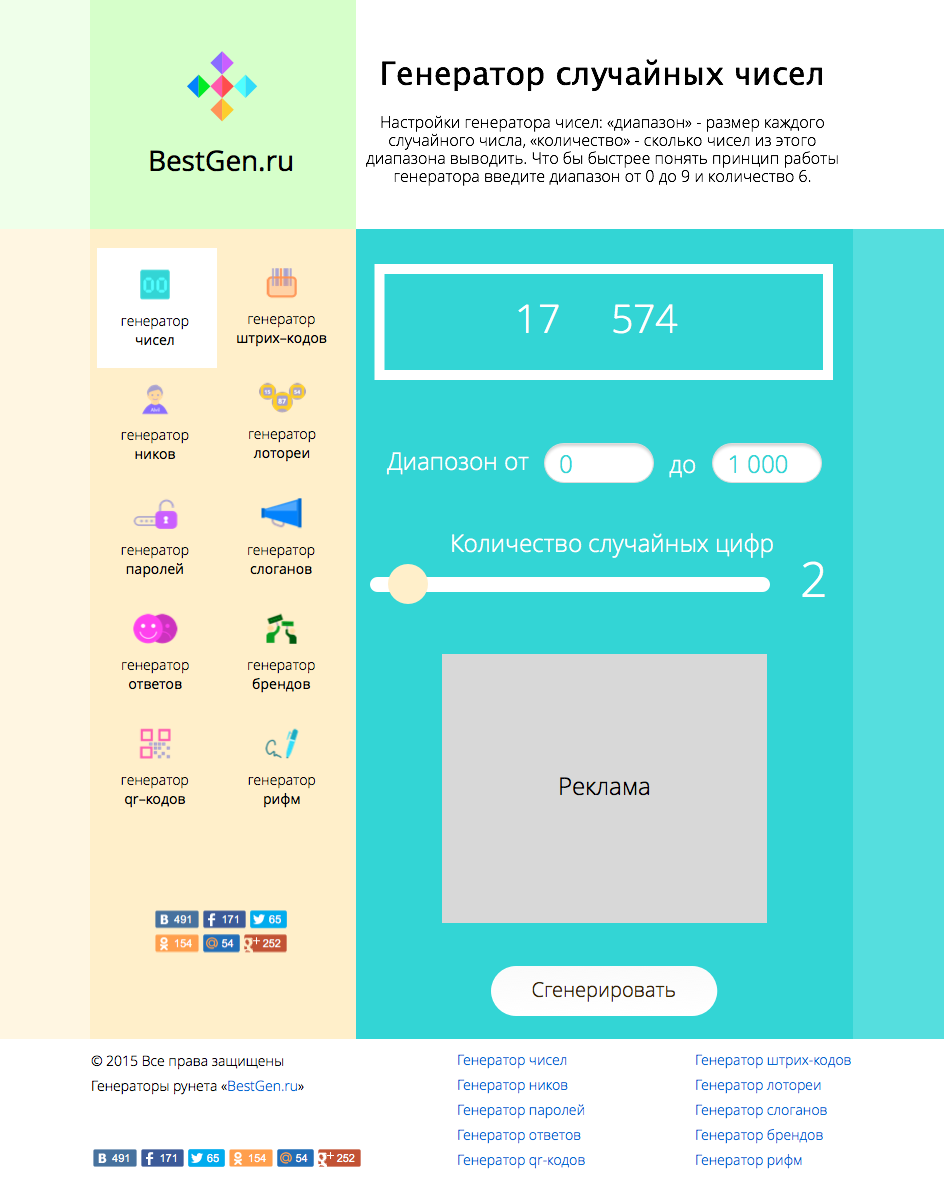 BestGen.ru
Генератор случайных чисел
Настройки генератора чисел: «диапазон» - размер каждого
случайного числа, «количество» - сколько чисел из этого
диапазона выводить. Что бы быстрее понять принцип работы
генератора введите диапазон от 0 до 9 и количество 6.
00
генератор
чисел
генератор
штрих–кодов
генератор
ников
87
генератор
лотореи
генератор
паролей
генератор
слоганов
генератор
ответов
генератор
брендов
генератор
qr–кодов
генератор
рифм
B 491 f 171 65
154 @ 54 g+ 252
17 574
Диапозон от 0 до 1 000
Количество случайных цифр
2
Реклама
Сгенерировать
© 2015 Все права защищены
Генераторы рунета «BestGen.ru»
B 491 f 171 65 154 @ 54 g+ 252
Генератор чисел
Генератор ников
Генератор паролей
Генератор ответов
Генератор qr-кодов
Генератор штрих-кодов
Генератор лотореи
Генератор слоганов
Генератор брендов
Генератор рифм